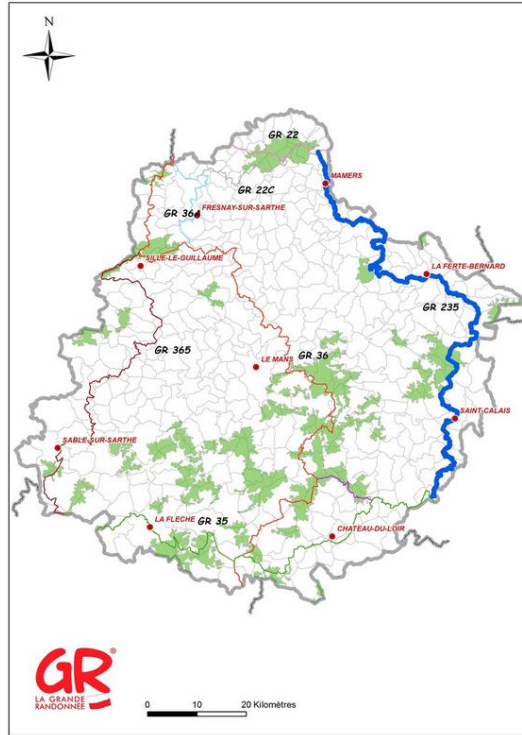 N
GR 22
MAMERS
GR 22C
GR 36A
FRESNAY-SUR-SARTHE
SILLE-LE-GUILLAUME
LA FERTE-BERNARD
GR 235
GR 365
GR 36
LE MANS
SAINT-CALAIS
SABLE-SUR-SARTHE
LA FLECHE
GR 35
CHATEAU-DU-LOIR
GR®
LA GRANDE
RANDONNÉE
0 10 20 Kilomètres